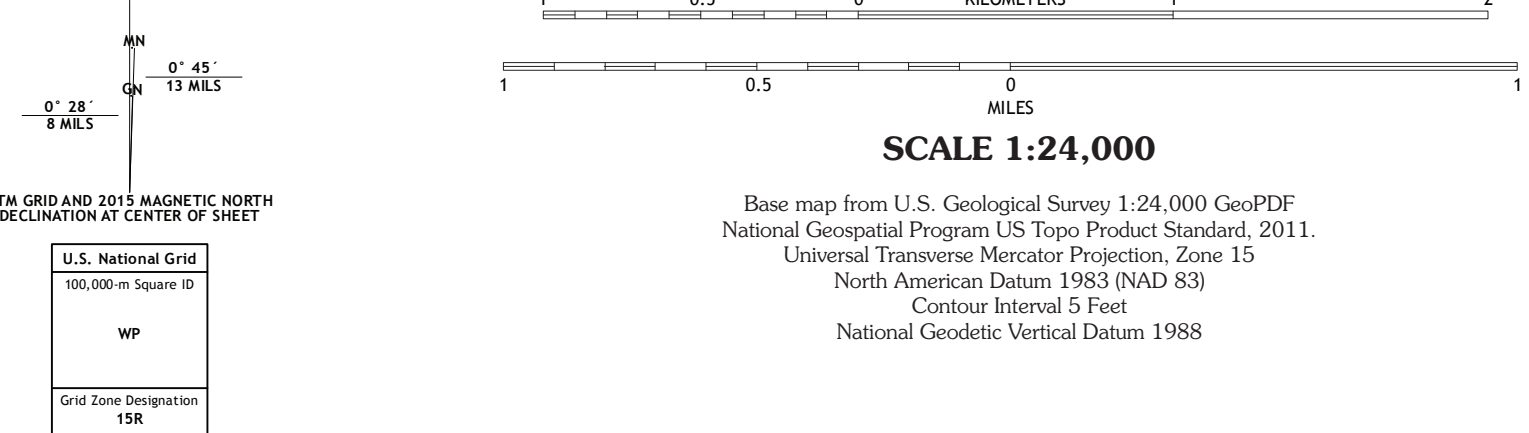 1 0.5 0 KILOMETERS 1 2
MN
0° 45´
13 MILS
GN
0° 28´
8 MILS
1 0.5 0 1
MILES
SCALE 1:24,000
TM GRID AND 2015 MAGNETIC NORTH
DECLINATION AT CENTER OF SHEET
Base map from U.S. Geological Survey 1:24,000 GeoPDF
National Geospatial Program US Topo Product Standard, 2011.
Universal Transverse Mercator Projection, Zone 15
North American Datum 1983 (NAD 83)
Contour Interval 5 Feet
National Geodetic Vertical Datum 1988
U.S. National Grid
100,000-m Square ID
WP
Grid Zone Designation
15R